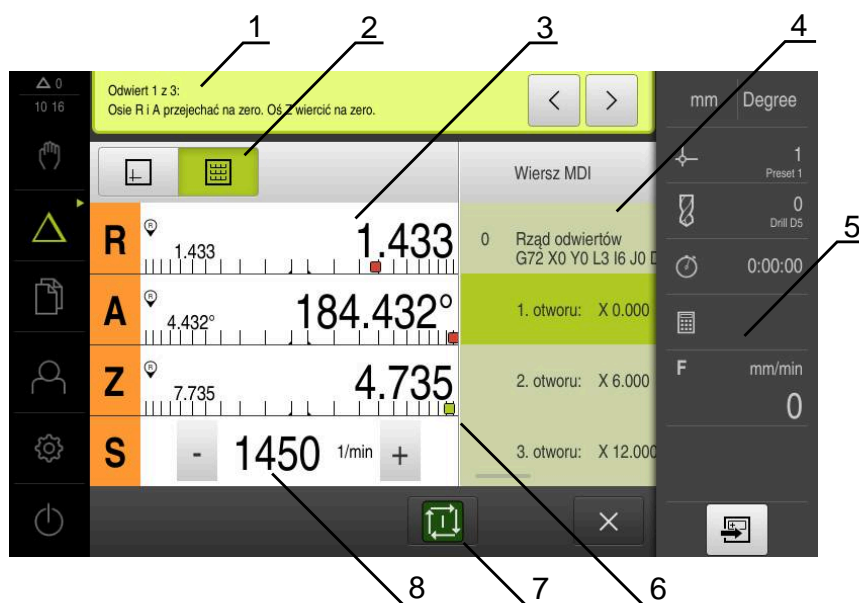 1 2 3 4
0
10 16
Odwiert 1 z 3:
Osie R i A przejechać na zero. Oś Z wiercić na zero.
< >
mm Degree
Wiersz MDI
1
Preset 1
0
Drill D5
5
R R 1.433 1.433
0 Rząd odwiertów
G72 X0 Y0 L3 I6 J0 D
0:00:00
A R 4.432° 184.432°
1. otworu: X 0.000
Z R 7.735 4.735
2. otworu: X 6.000
F mm/min
0
S - 1450 1/min +
3. otworu: X 12.000
8 7 6